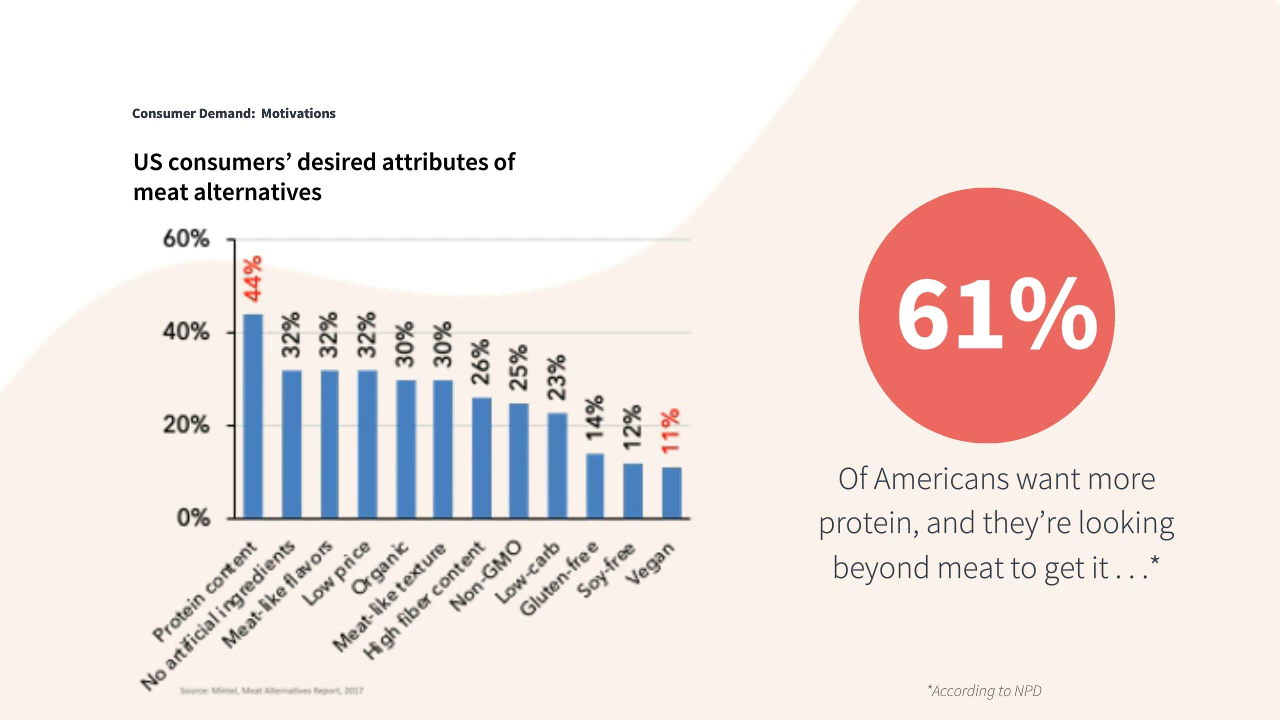 Consumer Demand:  Motivations
US consumers’ desired attributes of
meat alternatives
60%
40%
20%
0%
44%
32%
32%
32%
30%
30%
26%
25%
23%
14%
12%
11%
Protein content
No artificial ingredients
Meat-like flavors
Low price
Organic
Meat-like texture
High fiber content
Non-GMO
Low-carb
Gluten-free
Soy-free
Vegan
Source: Mintel, Meat Alternatives Report, 2017
61%
Of Americans want more
protein, and they’re looking
beyond meat to get it . . .*
*According to NPD